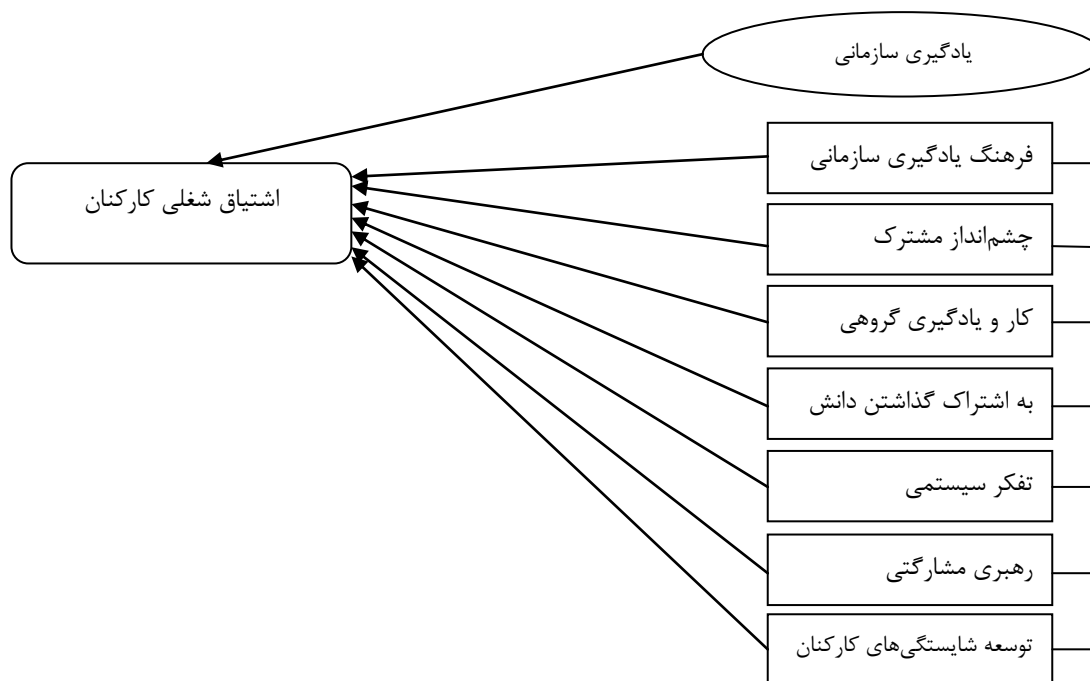 یادگیری سازمانی
فرهنگ یادگیری سازمانی
اشتیاق شغلی کارکنان
چشم‌انداز مشترک
کار و یادگیری گروهی
به اشتراک گذاشتن دانش
تفکر سیستمی
رهبری مشارگتی
توسعه شایستگی‌های کارکنان